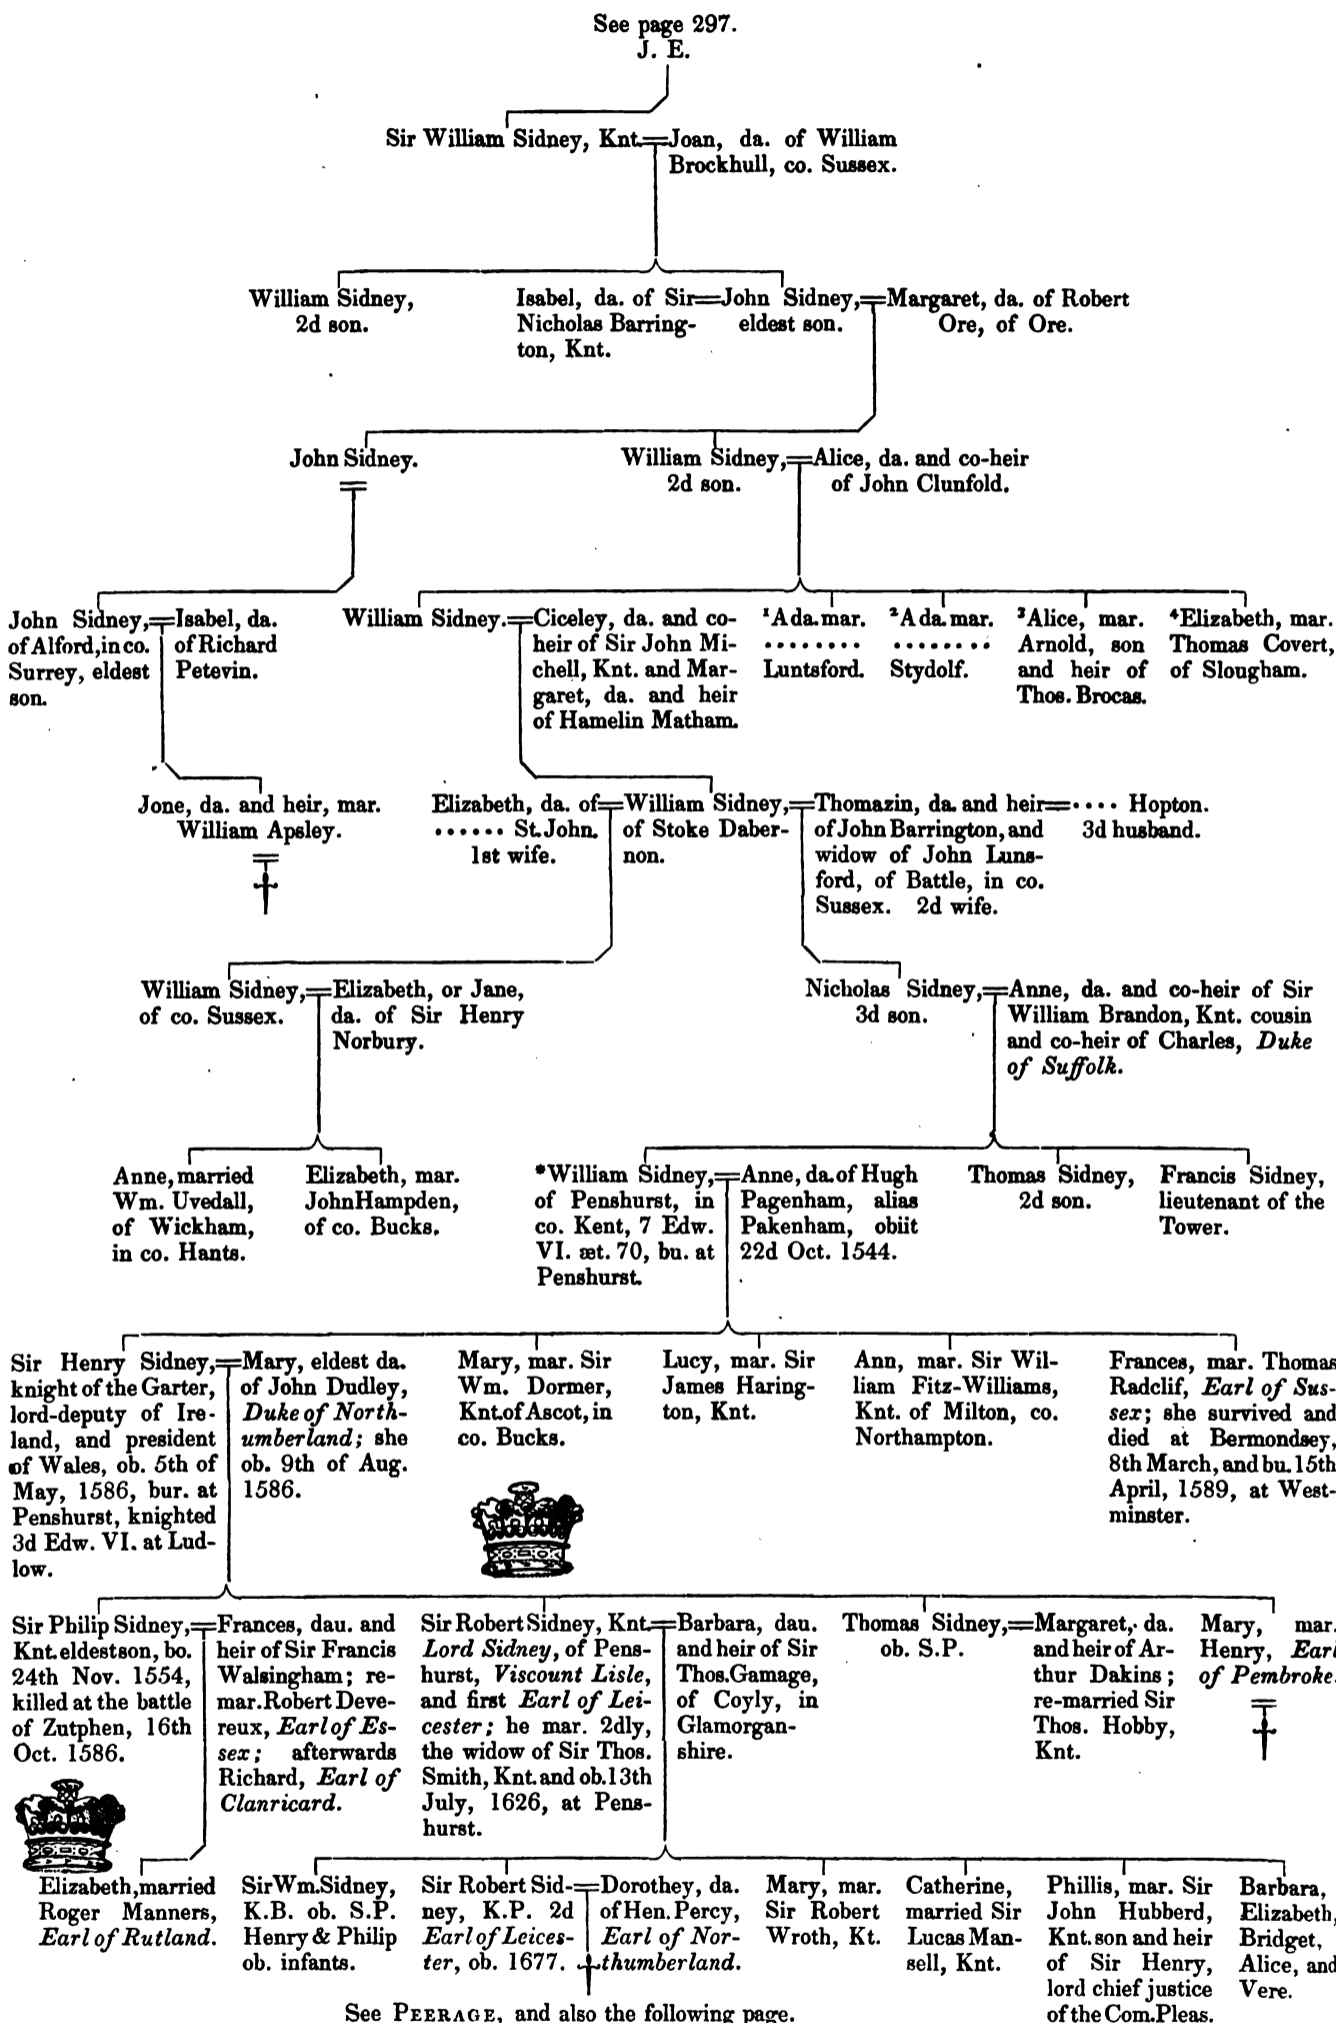 See page 297.
J. E.
Sir William Sidney, Knt.
Joan, da. of William
Brockhull, co. Sussex.
William Sidney,
2d son.
Isabel, da. of Sir
Nicholas Barring-
ton, Knt.
John Sidney,
eldest son.
Margaret, da. of Robert
Ore, of Ore.
John Sidney.
William Sidney,
2d son.
Alice, da. and co-heir
of John Clunfold.
John Sidney,
of Alford, in co.
Surrey, eldest
son.
Isabel, da.
of Richard
Petevin.
William Sidney.
Ciceley, da. and co-
heir of Sir John Mi-
chell, Knt. and Mar-
garet, da. and heir
of Hamelin Matham.
¹A da. mar.
........
Luntsford.
²A da. mar.
........
Stydolf.
³Alice, mar.
Arnold, son
and heir of
Thos. Brocas.
⁴Elizabeth, mar.
Thomas Covert,
of Slougham.
Jone, da. and heir, mar.
William Apsley.
Elizabeth, da. of
...... St. John.
1st wife.
William Sidney,
of Stoke Daber-
non.
Thomazin, da. and heir
of John Barrington, and
widow of John Luns-
ford, of Battle, in co.
Sussex. 2d wife.
.... Hopton.
3d husband.
William Sidney,
of co. Sussex.
Elizabeth, or Jane,
da. of Sir Henry
Norbury.
Nicholas Sidney,
3d son.
Anne, da. and co-heir of Sir
William Brandon, Knt. cousin
and co-heir of Charles, Duke
of Suffolk.
Anne, married
Wm. Uvedall,
of Wickham,
in co. Hants.
Elizabeth, mar.
John Hampden,
of co. Bucks.
*William Sidney,
of Penshurst, in
co. Kent, 7 Edw.
VI. æt. 70, bu. at
Penshurst.
Anne, da. of Hugh
Pagenham, alias
Pakenham, obiit
22d Oct. 1544.
Thomas Sidney,
2d son.
Francis Sidney,
lieutenant of the
Tower.
Sir Henry Sidney,
knight of the Garter,
lord-deputy of Ire-
land, and president
of Wales, ob. 5th of
May, 1586, bur. at
Penshurst, knighted
3d Edw. VI. at Lud-
low.
Mary, eldest da.
of John Dudley,
Duke of North-
umberland; she
ob. 9th of Aug.
1586.
Mary, mar. Sir
Wm. Dormer,
Knt. of Ascot, in
co. Bucks.
Lucy, mar. Sir
James Haring-
ton, Knt.
Ann, mar. Sir Wil-
liam Fitz-Williams,
Knt. of Milton, co.
Northampton.
Frances, mar. Thomas
Radclif, Earl of Sus-
sex; she survived and
died at Bermondsey,
8th March, and bu. 15th
April, 1589, at West-
minster.
Sir Philip Sidney,
Knt. eldest son, bo.
24th Nov. 1554,
killed at the battle
of Zutphen, 16th
Oct. 1586.
Frances, dau. and
heir of Sir Francis
Walsingham; re-
mar. Robert Deve-
reux, Earl of Es-
sex; afterwards
Richard, Earl of
Clanricard.
Sir Robert Sidney, Knt.
Lord Sidney, of Pens-
hurst, Viscount Lisle,
and first Earl of Lei-
cester; he mar. 2dly,
the widow of Sir Thos.
Smith, Knt. and ob. 13th
July, 1626, at Pens-
hurst.
Barbara, dau.
and heir of Sir
Thos. Gamage,
of Coyly, in
Glamorgan-
shire.
Thomas Sidney,
ob. S.P.
Margaret, da.
and heir of Ar-
thur Dakins;
re-married Sir
Thos. Hobby,
Knt.
Mary, mar.
Henry, Earl
of Pembroke.
Elizabeth, married
Roger Manners,
Earl of Rutland.
Sir Wm. Sidney,
K.B. ob. S.P.
Henry & Philip
ob. infants.
Sir Robert Sid-
ney, K.P. 2d
Earl of Leices-
ter, ob. 1677.
Dorothey, da.
of Hen. Percy,
Earl of Nor-
thumberland.
Mary, mar.
Sir Robert
Wroth, Kt.
Catherine,
married Sir
Lucas Man-
sell, Knt.
Phillis, mar. Sir
John Hubberd,
Knt. son and heir
of Sir Henry,
lord chief justice
of the Com. Pleas.
Barbara,
Elizabeth,
Bridget,
Alice, and
Vere.
See PEERAGE, and also the following page.